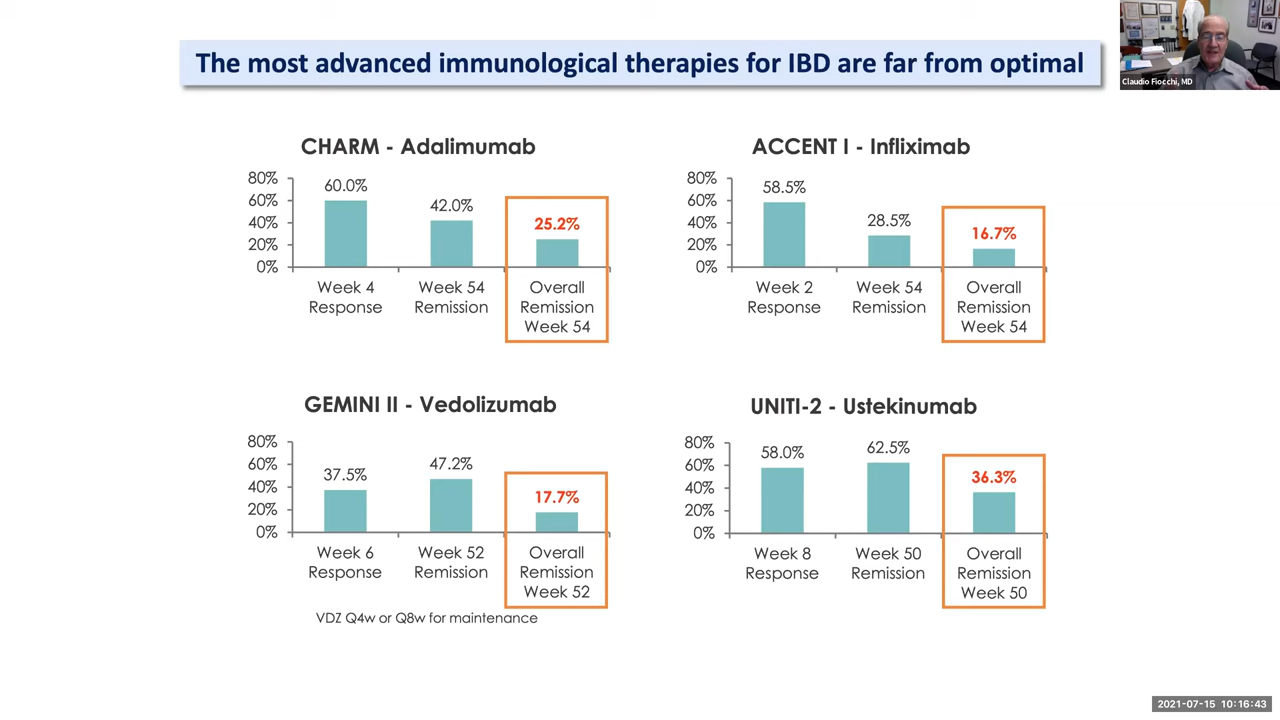 The most advanced immunological therapies for IBD are far from optimal
Claudio Fiocchi, MD
CHARM - Adalimumab
80%
60%
40%
20%
0%
60.0%
42.0%
25.2%
Week 4
Response
Week 54
Remission
Overall
Remission
Week 54
ACCENT I - Infliximab
80%
60%
40%
20%
0%
58.5%
28.5%
16.7%
Week 2
Response
Week 54
Remission
Overall
Remission
Week 54
GEMINI II - Vedolizumab
80%
60%
40%
20%
0%
37.5%
47.2%
17.7%
Week 6
Response
Week 52
Remission
Overall
Remission
Week 52
VDZ Q4w or Q8w for maintenance
UNITI-2 - Ustekinumab
80%
60%
40%
20%
0%
58.0%
62.5%
36.3%
Week 8
Response
Week 50
Remission
Overall
Remission
Week 50
2021-07-15 10:16:43